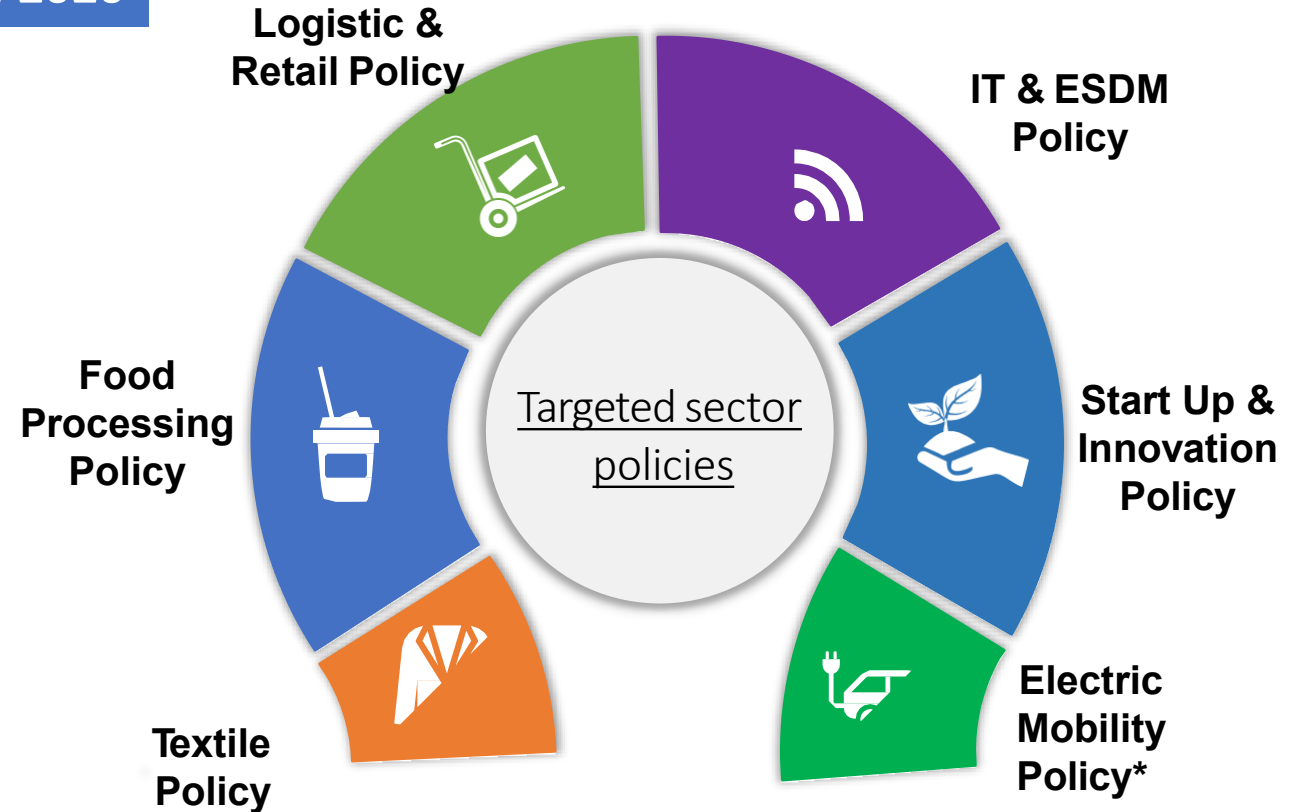 Logistic &
Retail Policy
IT & ESDM
Policy
Food
Processing
Policy
Targeted sector
policies
Start Up &
Innovation
Policy
Textile
Policy
Electric
Mobility
Policy*